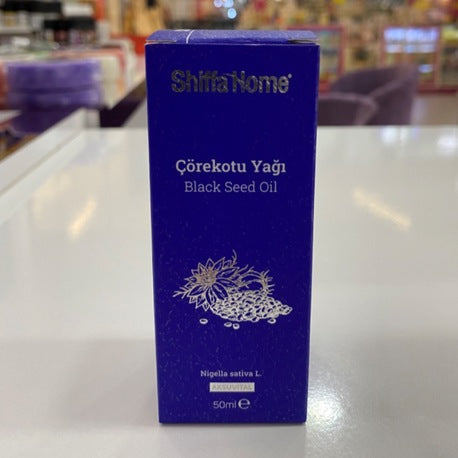 Shiffa Home®
Çörekotu Yağı
Black Seed Oil
Nigella sativa L.
AKSUVITAL
50ml ℮